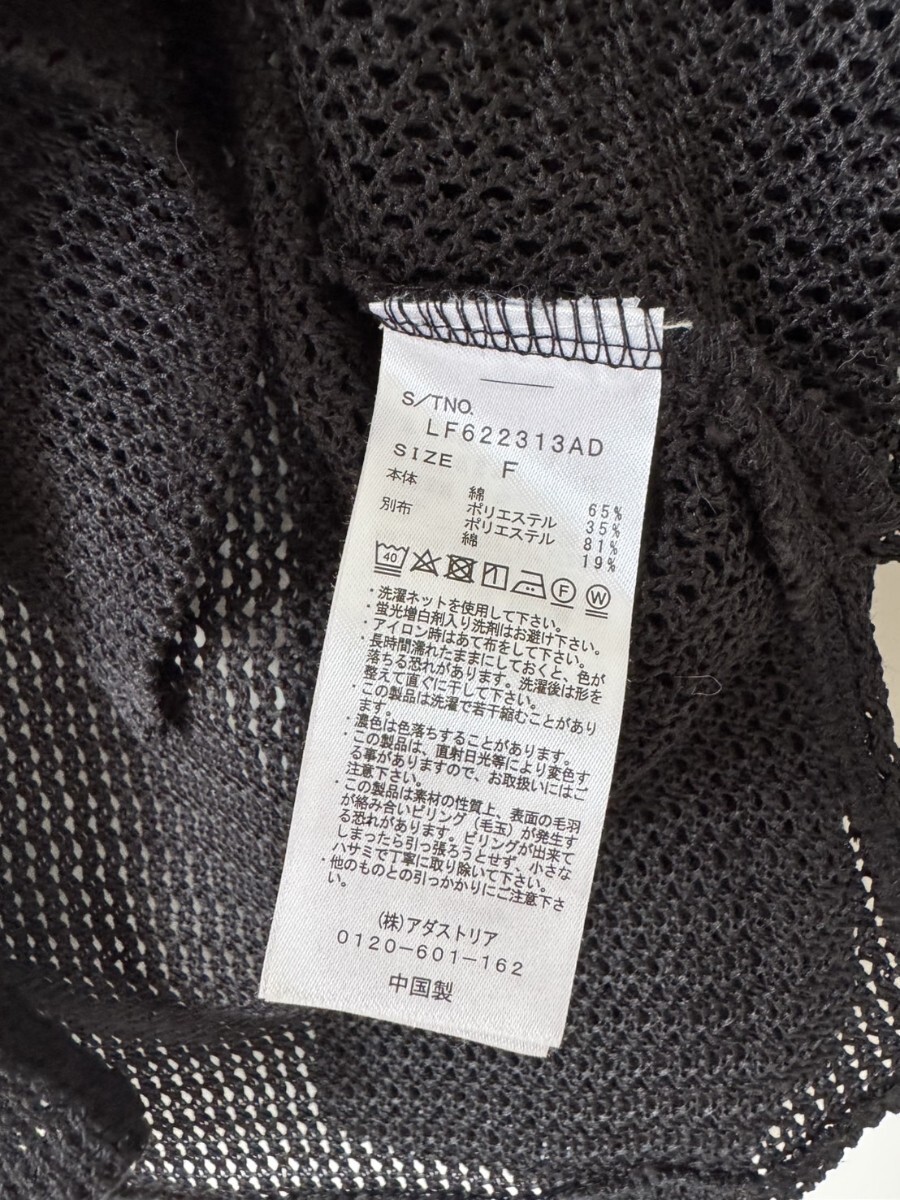 S/TNO.
LF622313AD
SIZE F
本体 綿 65%
ポリエステル 35%
別布 ポリエステル 81%
綿 19%
40 F W
・洗濯ネットを使用して下さい。
・蛍光増白剤入り洗剤はお避け下さい。
・アイロン時はあて布をして下さい。
・長時間濡れたままにしておくと、色が
落ちる恐れがあります。洗濯後は形を
整えて直ぐに干して下さい。
・この製品は洗濯で若干縮むことがあり
ます。
・濃色は色落ちすることがあります。
・この製品は、直射日光等により変色す
る事がありますので、お取扱いにはご
注意下さい。
・この製品は素材の性質上、表面の毛羽
が絡み合いピリング（毛玉）が発生す
る恐れがあります。ピリングが出来て
しまったら引っ張ろうとせず、小さな
ハサミで丁寧に取り除いて下さい。
・他のものとの引っかかりにご注意下さ
い。
(株)アダストリア
0120-601-162
中国製